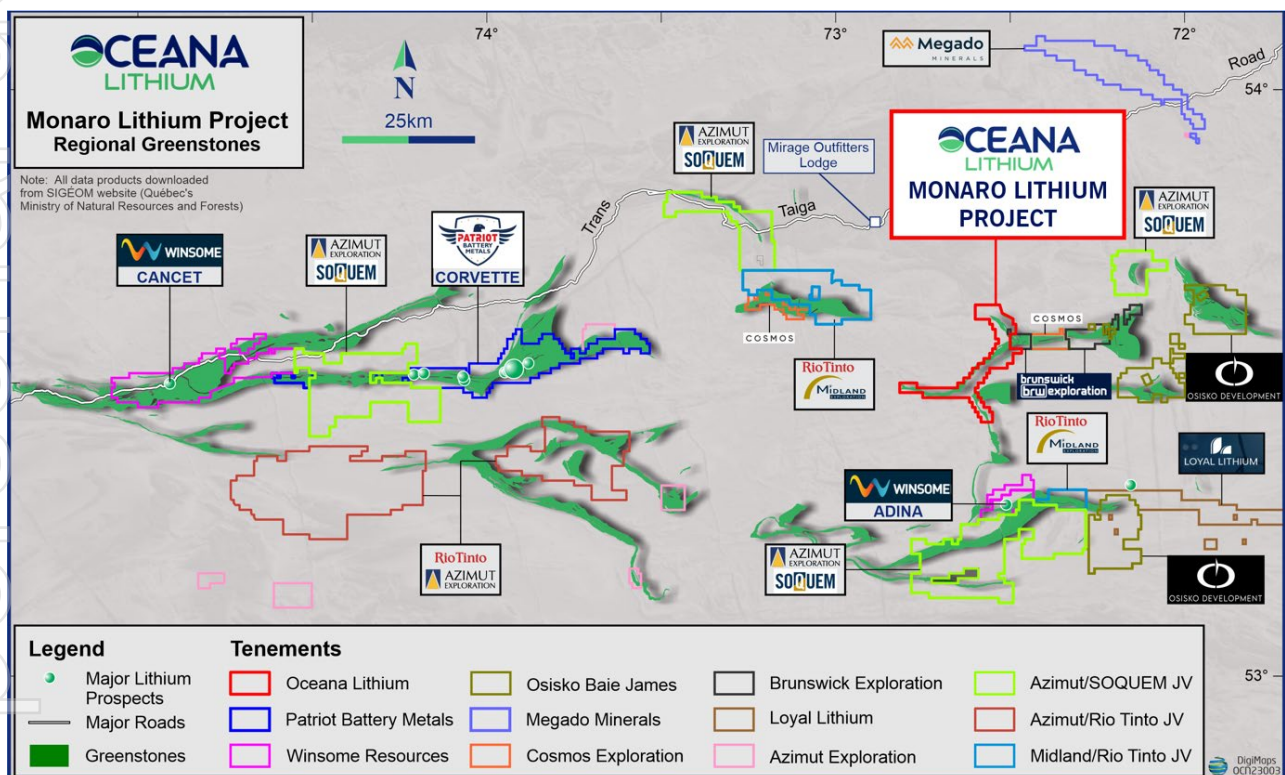 OCEANA
LITHIUM
Monaro Lithium Project
Regional Greenstones
Note: All data products downloaded
from SIGÉOM website (Québec's
Ministry of Natural Resources and Forests)
74°
73°
72°
54°
53°
N
25km
Megado
MINERALS
Road
AZIMUT
EXPLORATION
SOQUEM
Mirage Outfitters
Lodge
Trans
Taiga
OCEANA
LITHIUM
MONARO LITHIUM
PROJECT
AZIMUT
EXPLORATION
SOQUEM
WINSOME
CANCET
AZIMUT
EXPLORATION
SOQUEM
PATRIOT
BATTERY
METALS
CORVETTE
COSMOS
RioTinto
MIDLAND
EXPLORATION
COSMOS
brunswick
brw exploration
OSISKO DEVELOPMENT
RioTinto
MIDLAND
EXPLORATION
LOYAL LITHIUM
WINSOME
ADINA
AZIMUT
EXPLORATION
SOQUEM
OSISKO DEVELOPMENT
RioTinto
AZIMUT
EXPLORATION
Legend
Major Lithium
Prospects
Major Roads
Greenstones
Tenements
Oceana Lithium
Patriot Battery Metals
Winsome Resources
Osisko Baie James
Megado Minerals
Cosmos Exploration
Brunswick Exploration
Loyal Lithium
Azimut Exploration
Azimut/SOQUEM JV
Azimut/Rio Tinto JV
Midland/Rio Tinto JV
DigiMaps
OCN23003